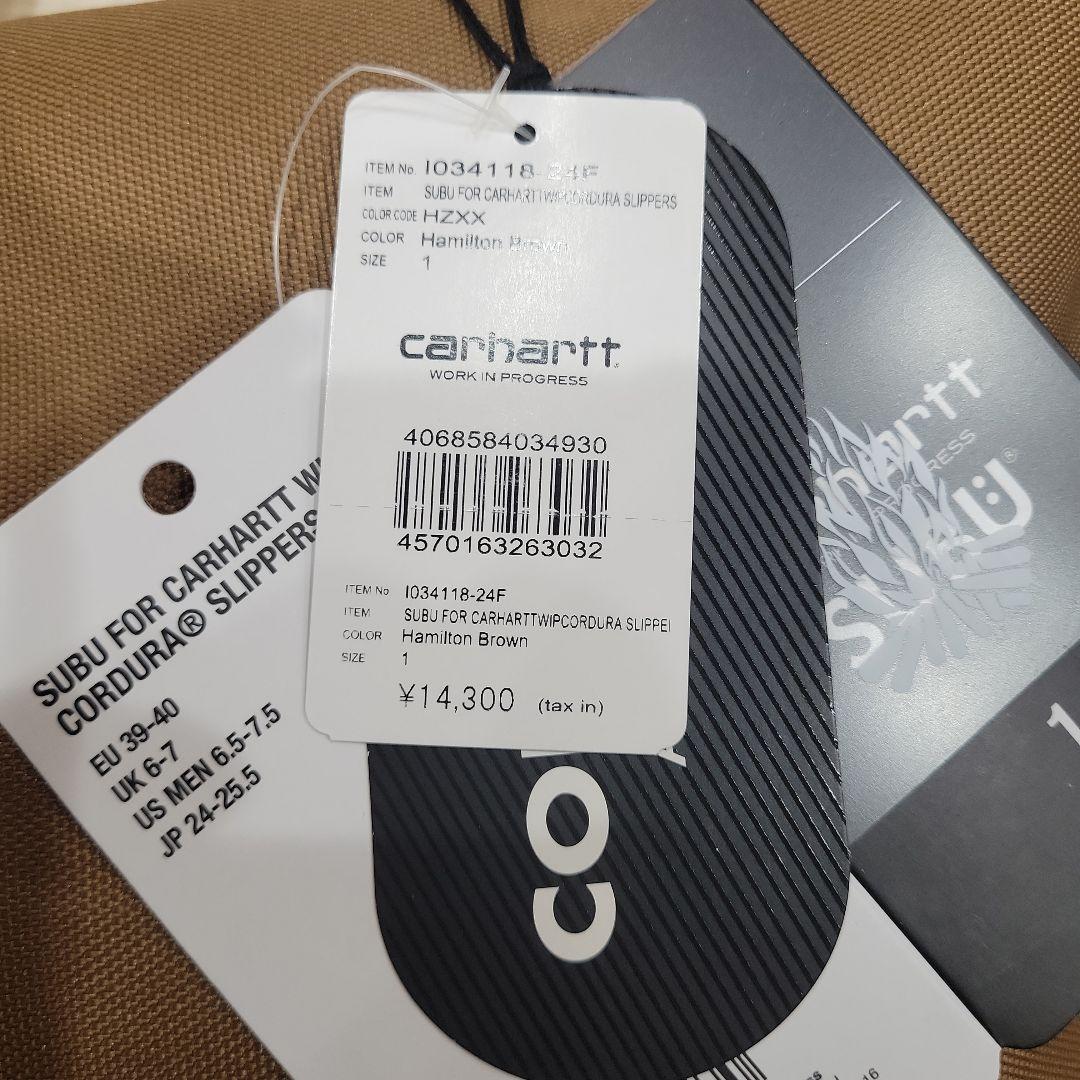 ITEM No. I034118-24F
ITEM SUBU FOR CARHARTTWIPCORDURA SLIPPERS
COLOR CODE HZXX
COLOR Hamilton Brown
SIZE 1
carhartt
WORK IN PROGRESS
4068584034930
4570163263032
ITEM No I034118-24F
ITEM SUBU FOR CARHARTTWIPCORDURA SLIPPE
COLOR Hamilton Brown
SIZE 1
¥14,300 (tax in)
SUBU FOR CARHARTT
CORDURA® SLIPPERS
EU 39-40
UK 6-7
US MEN 6.5-7.5
JP 24-25.5
CO
1
16